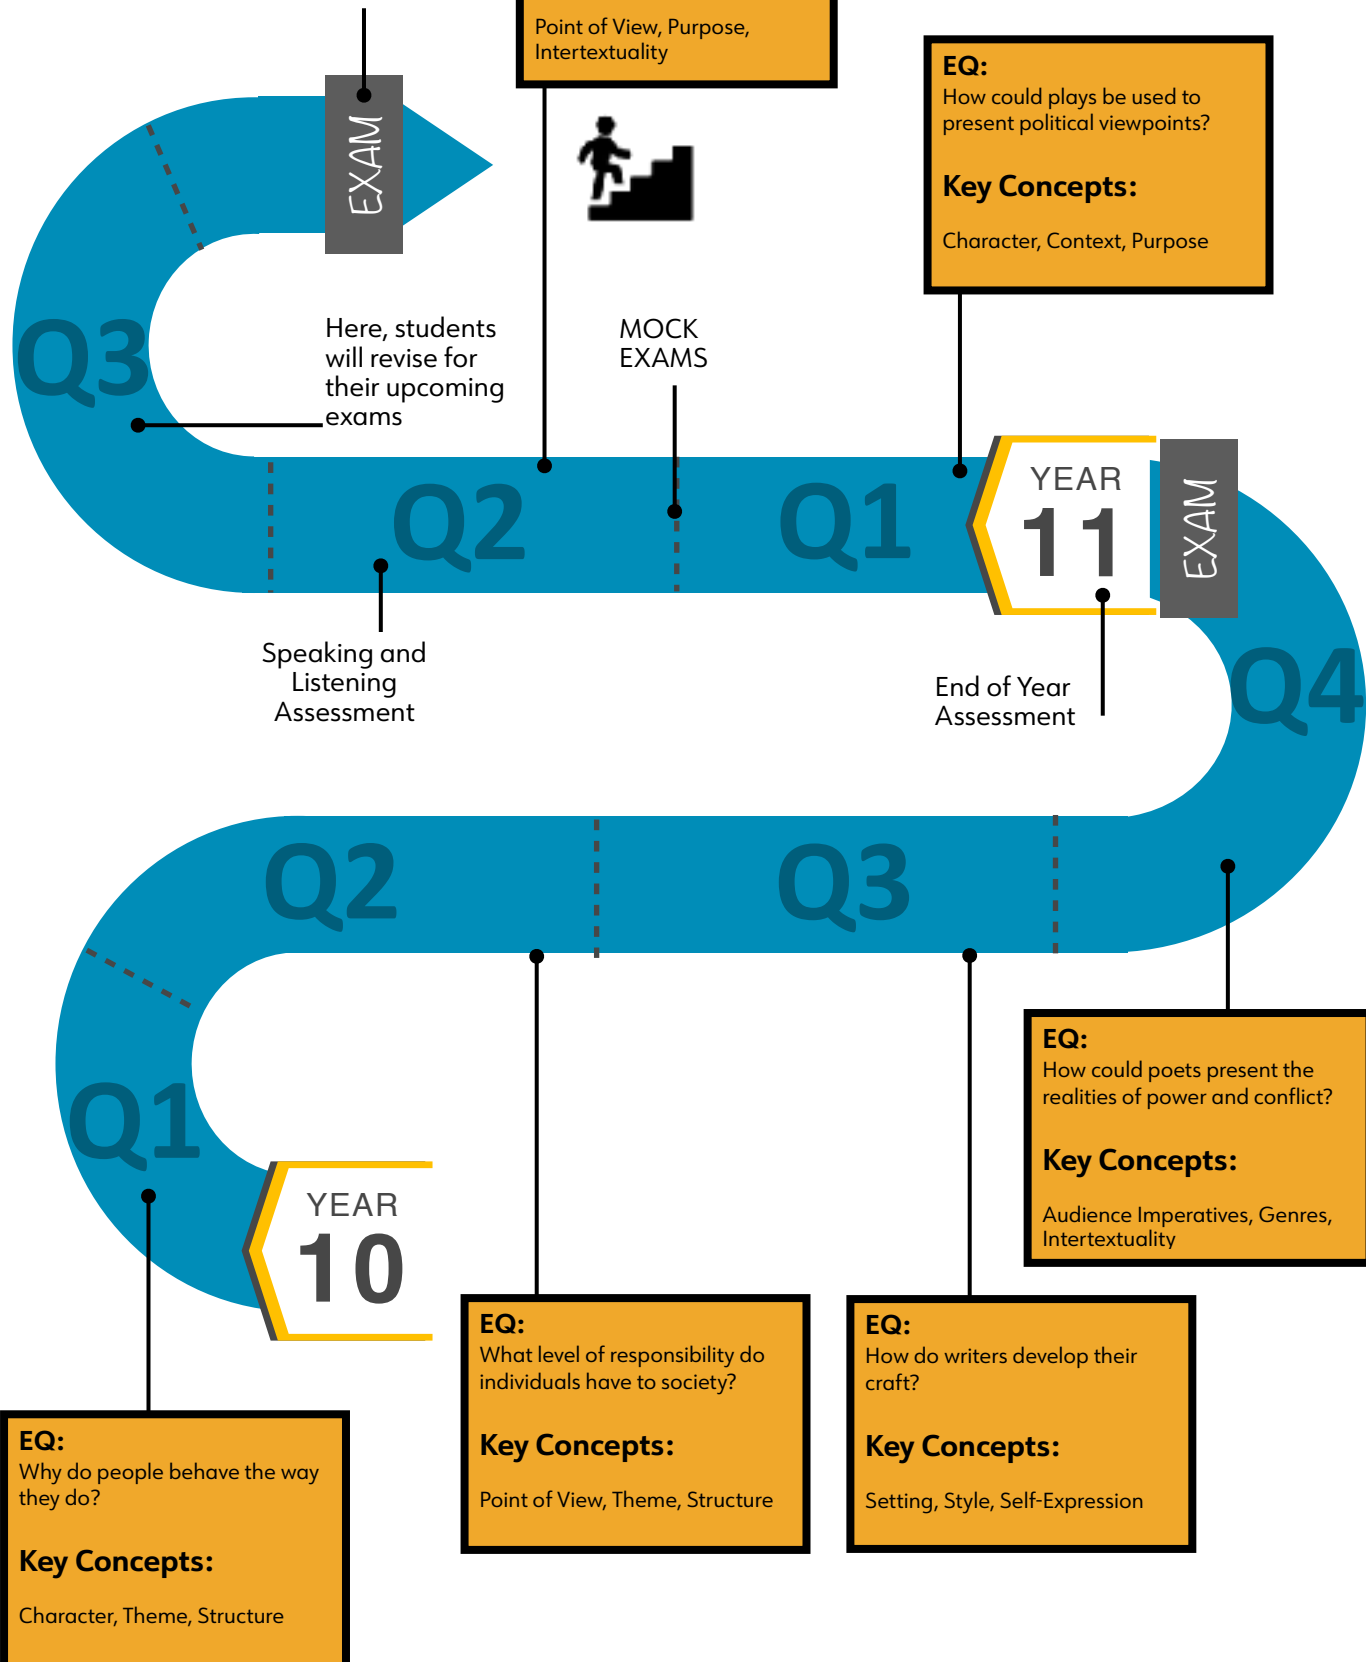 Point of View, Purpose,
Intertextuality
EQ:
How could plays be used to
present political viewpoints?
Key Concepts:
Character, Context, Purpose
EXAM
Q3
Here, students
will revise for
their upcoming
exams
MOCK
EXAMS
Q2
Q1
YEAR
11
EXAM
Speaking and
Listening
Assessment
End of Year
Assessment
Q4
Q2
Q3
Q1
YEAR
10
EQ:
How could poets present the
realities of power and conflict?
Key Concepts:
Audience Imperatives, Genres,
Intertextuality
EQ:
What level of responsibility do
individuals have to society?
Key Concepts:
Point of View, Theme, Structure
EQ:
How do writers develop their
craft?
Key Concepts:
Setting, Style, Self-Expression
EQ:
Why do people behave the way
they do?
Key Concepts:
Character, Theme, Structure